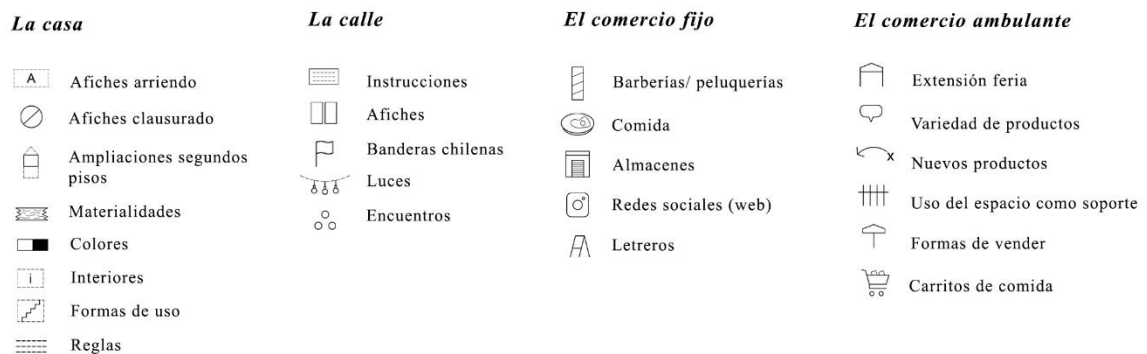 La casa
A
Afiches arriendo
Afiches clausurado
Ampliaciones segundos
pisos
Materialidades
Colores
i
Interiores
Formas de uso
Reglas
La calle
Instrucciones
Afiches
Banderas chilenas
Luces
Encuentros
El comercio fijo
Barberías/ peluquerías
Comida
Almacenes
Redes sociales (web)
Letreros
El comercio ambulante
Extensión feria
Variedad de productos
x
Nuevos productos
Uso del espacio como soporte
Formas de vender
Carritos de comida